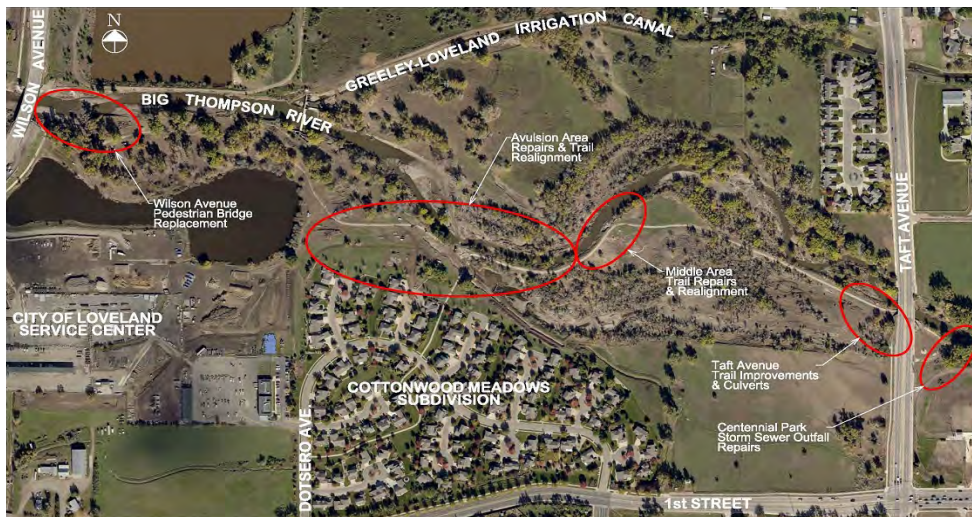 N
WILSON AVENUE
BIG THOMPSON RIVER
GREELEY-LOVELAND IRRIGATION CANAL
Avulsion Area
Repairs & Trail
Realignment
Wilson Avenue
Pedestrian Bridge
Replacement
Middle Area
Trail Repairs
& Realignment
TAFT AVENUE
CITY OF LOVELAND
SERVICE CENTER
Taft Avenue
Trail Improvements
& Culverts
COTTONWOOD MEADOWS
SUBDIVISION
Centennial Park
Storm Sewer Outfall
Repairs
DOTSERO AVE.
1st STREET